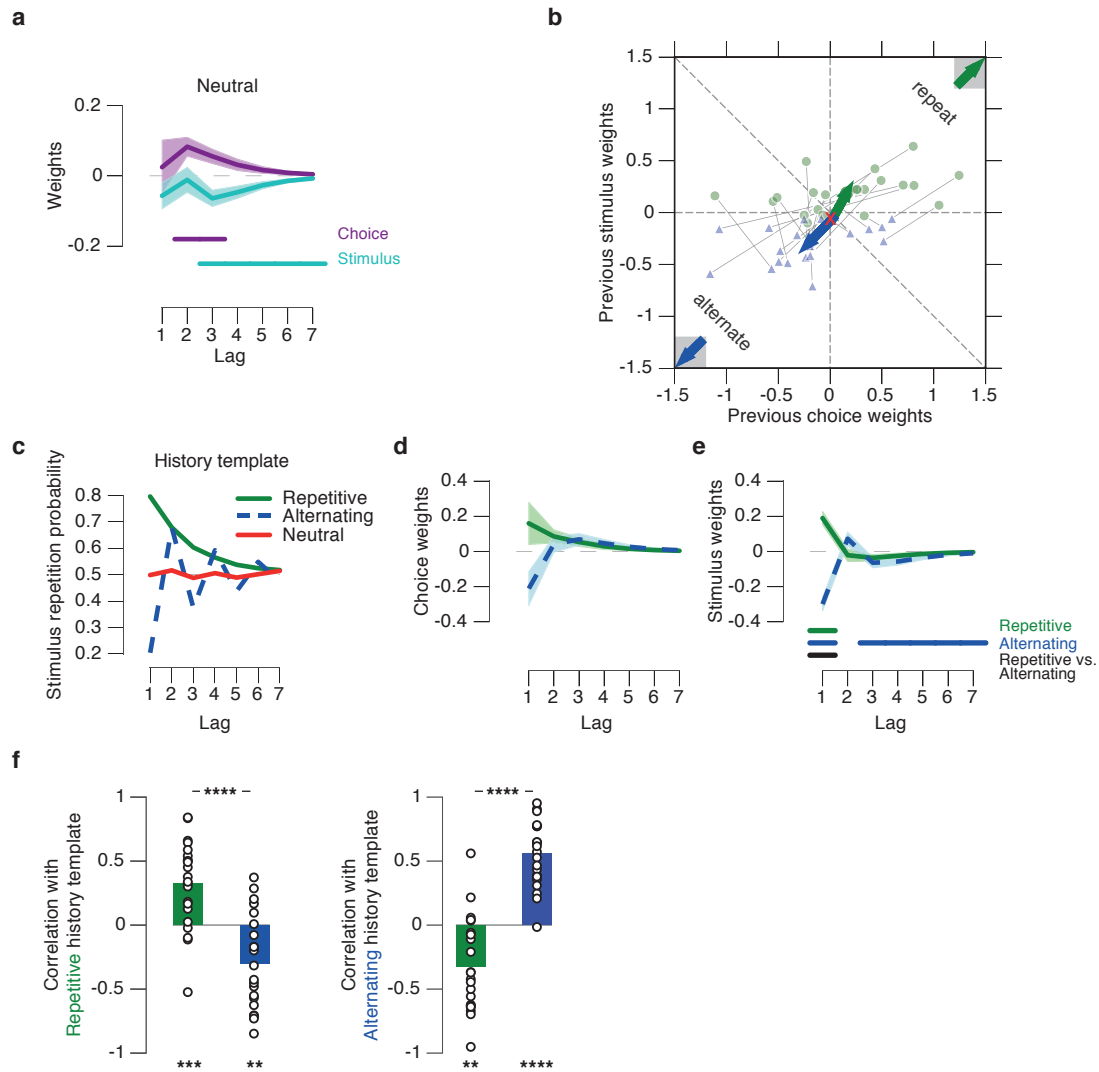 a
Neutral
Weights
0.2
0
-0.2
Choice
Stimulus
1 2 3 4 5 6 7
Lag
b
Previous stimulus weights
1.5
1
0.5
0
-0.5
-1
-1.5
repeat
alternate
-1.5 -1 -0.5 0 0.5 1 1.5
Previous choice weights
c
History template
Stimulus repetition probability
0.8
0.7
0.6
0.5
0.4
0.3
0.2
Repetitive
Alternating
Neutral
1 2 3 4 5 6 7
Lag
d
Choice weights
0.4
0.2
0
-0.2
-0.4
1 2 3 4 5 6 7
Lag
e
Stimulus weights
0.4
0.2
0
-0.2
-0.4
Repetitive
Alternating
Repetitive vs.
Alternating
1 2 3 4 5 6 7
Lag
f
Correlation with
Repetitive history template
1
0.5
0
-0.5
-1
****
*** **
Correlation with
Alternating history template
1
0.5
0
-0.5
-1
****
** ****